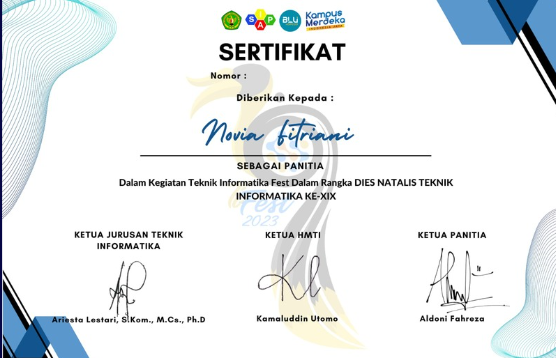 SIAP
BLU
Kampus
Merdeka
SERTIFIKAT
Nomor :
Diberikan Kepada :
Novia Fitriani
SEBAGAI PANITIA
Dalam Kegiatan Teknik Informatika Fest Dalam Rangka DIES NATALIS TEKNIK
INFORMATIKA KE-XIX
Fest
2023
KETUA JURUSAN TEKNIK
INFORMATIKA
KETUA HMTI
KETUA PANITIA
Ariesta Lestari, S.Kom., M.Cs., Ph.D
Kamaluddin Utomo
Aldoni Fahreza